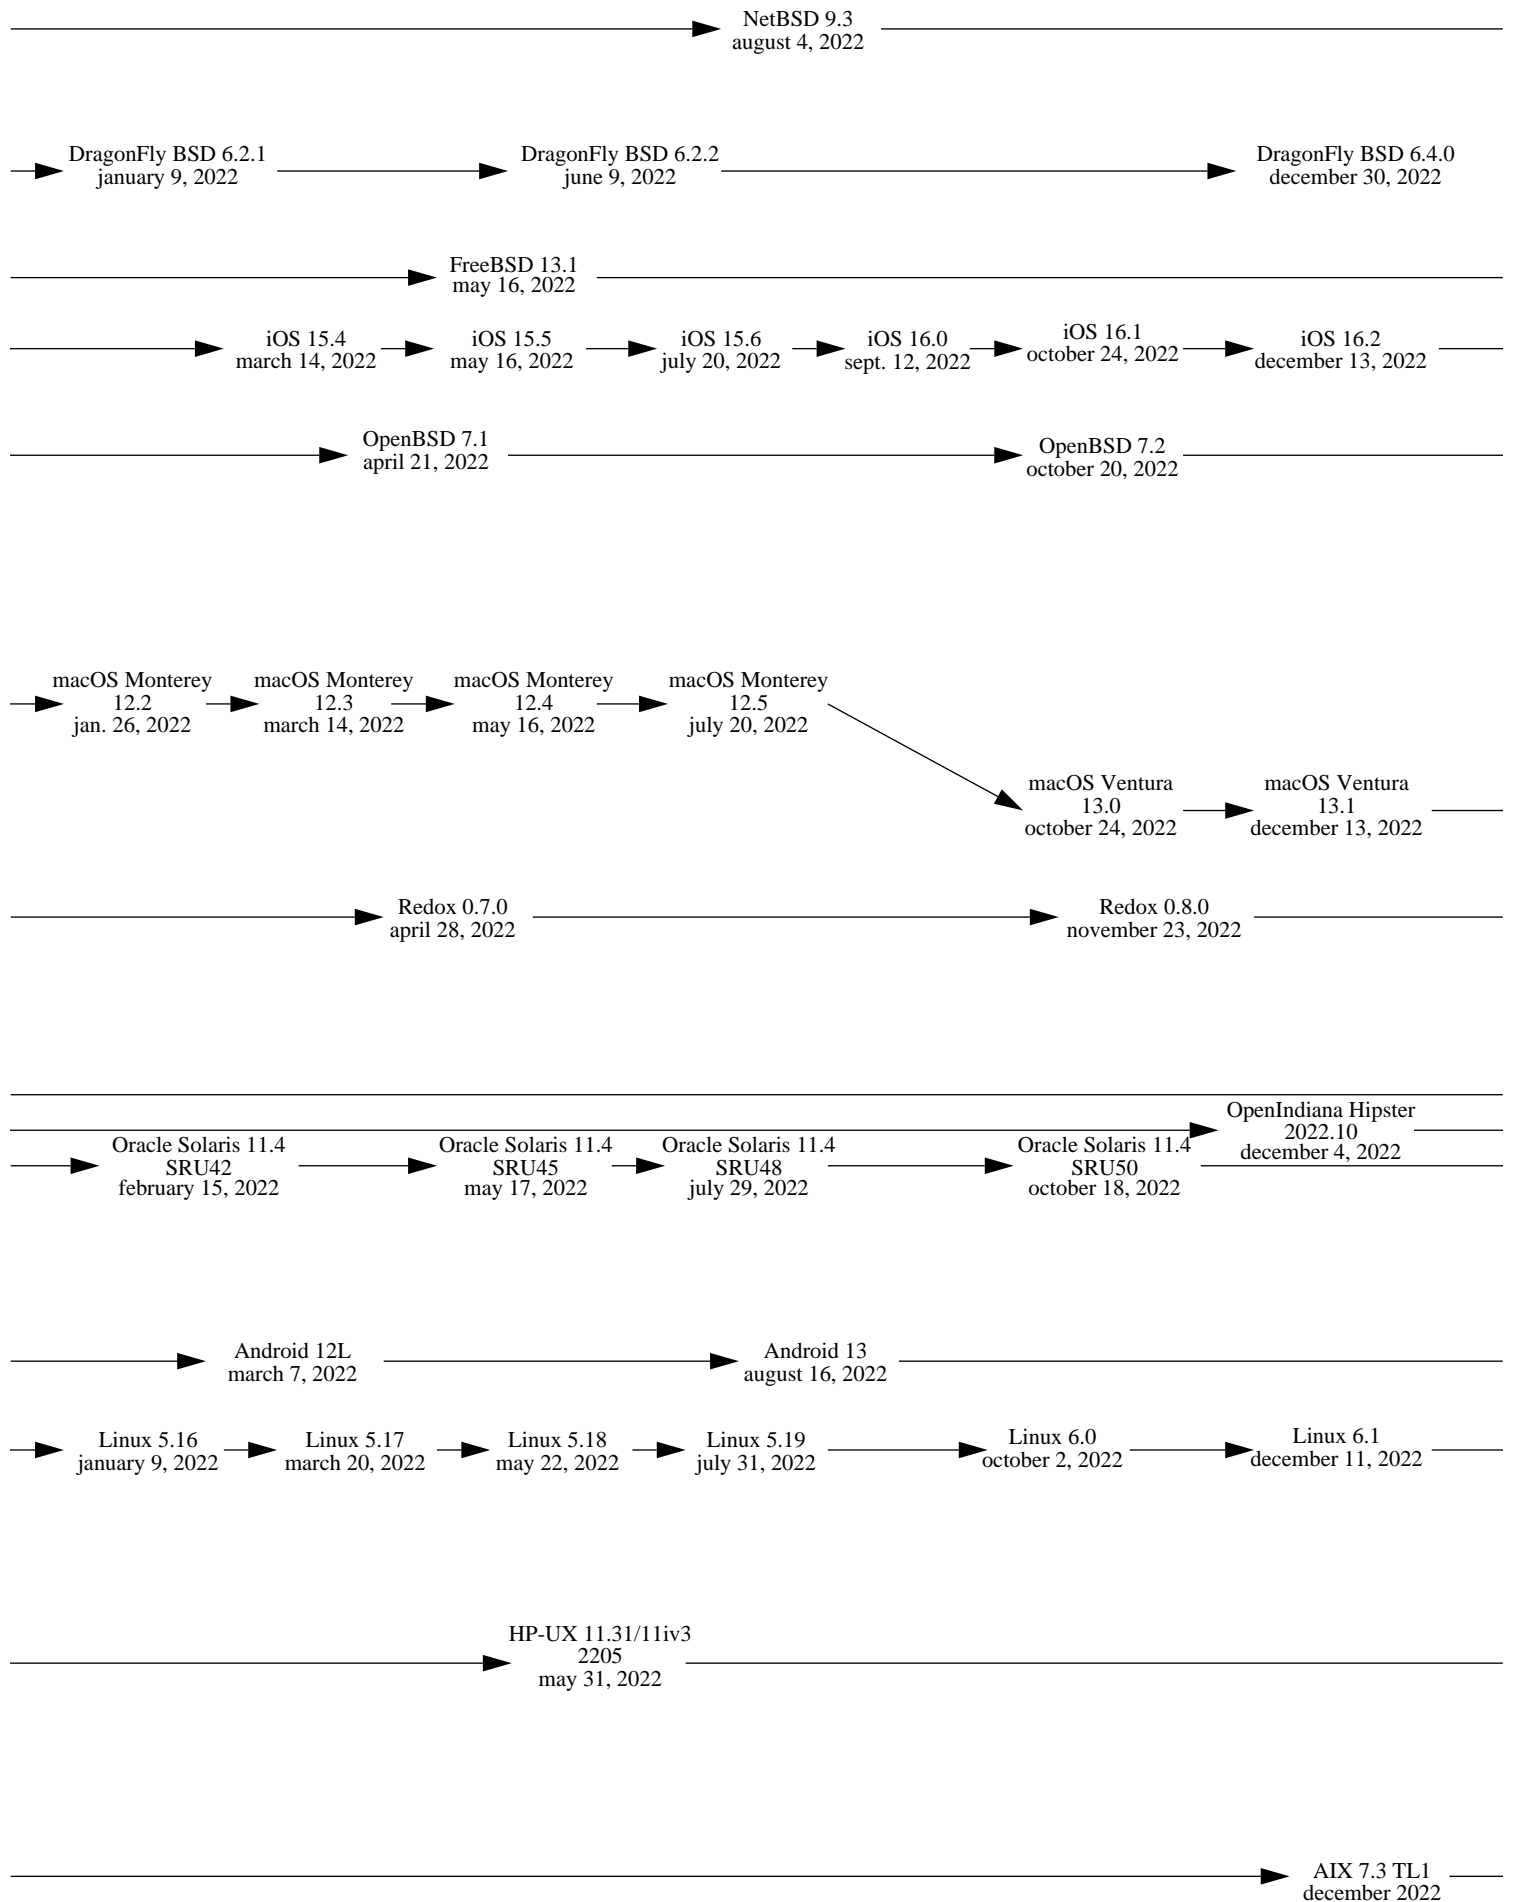 NetBSD 9.3
august 4, 2022
DragonFly BSD 6.2.1
january 9, 2022
DragonFly BSD 6.2.2
june 9, 2022
DragonFly BSD 6.4.0
december 30, 2022
FreeBSD 13.1
may 16, 2022
iOS 15.4
march 14, 2022
iOS 15.5
may 16, 2022
iOS 15.6
july 20, 2022
iOS 16.0
sept. 12, 2022
iOS 16.1
october 24, 2022
iOS 16.2
december 13, 2022
OpenBSD 7.1
april 21, 2022
OpenBSD 7.2
october 20, 2022
macOS Monterey
12.2
jan. 26, 2022
macOS Monterey
12.3
march 14, 2022
macOS Monterey
12.4
may 16, 2022
macOS Monterey
12.5
july 20, 2022
macOS Ventura
13.0
october 24, 2022
macOS Ventura
13.1
december 13, 2022
Redox 0.7.0
april 28, 2022
Redox 0.8.0
november 23, 2022
OpenIndiana Hipster
2022.10
december 4, 2022
Oracle Solaris 11.4
SRU42
february 15, 2022
Oracle Solaris 11.4
SRU45
may 17, 2022
Oracle Solaris 11.4
SRU48
july 29, 2022
Oracle Solaris 11.4
SRU50
october 18, 2022
Android 12L
march 7, 2022
Android 13
august 16, 2022
Linux 5.16
january 9, 2022
Linux 5.17
march 20, 2022
Linux 5.18
may 22, 2022
Linux 5.19
july 31, 2022
Linux 6.0
october 2, 2022
Linux 6.1
december 11, 2022
HP-UX 11.31/11iv3
2205
may 31, 2022
AIX 7.3 TL1
december 2022